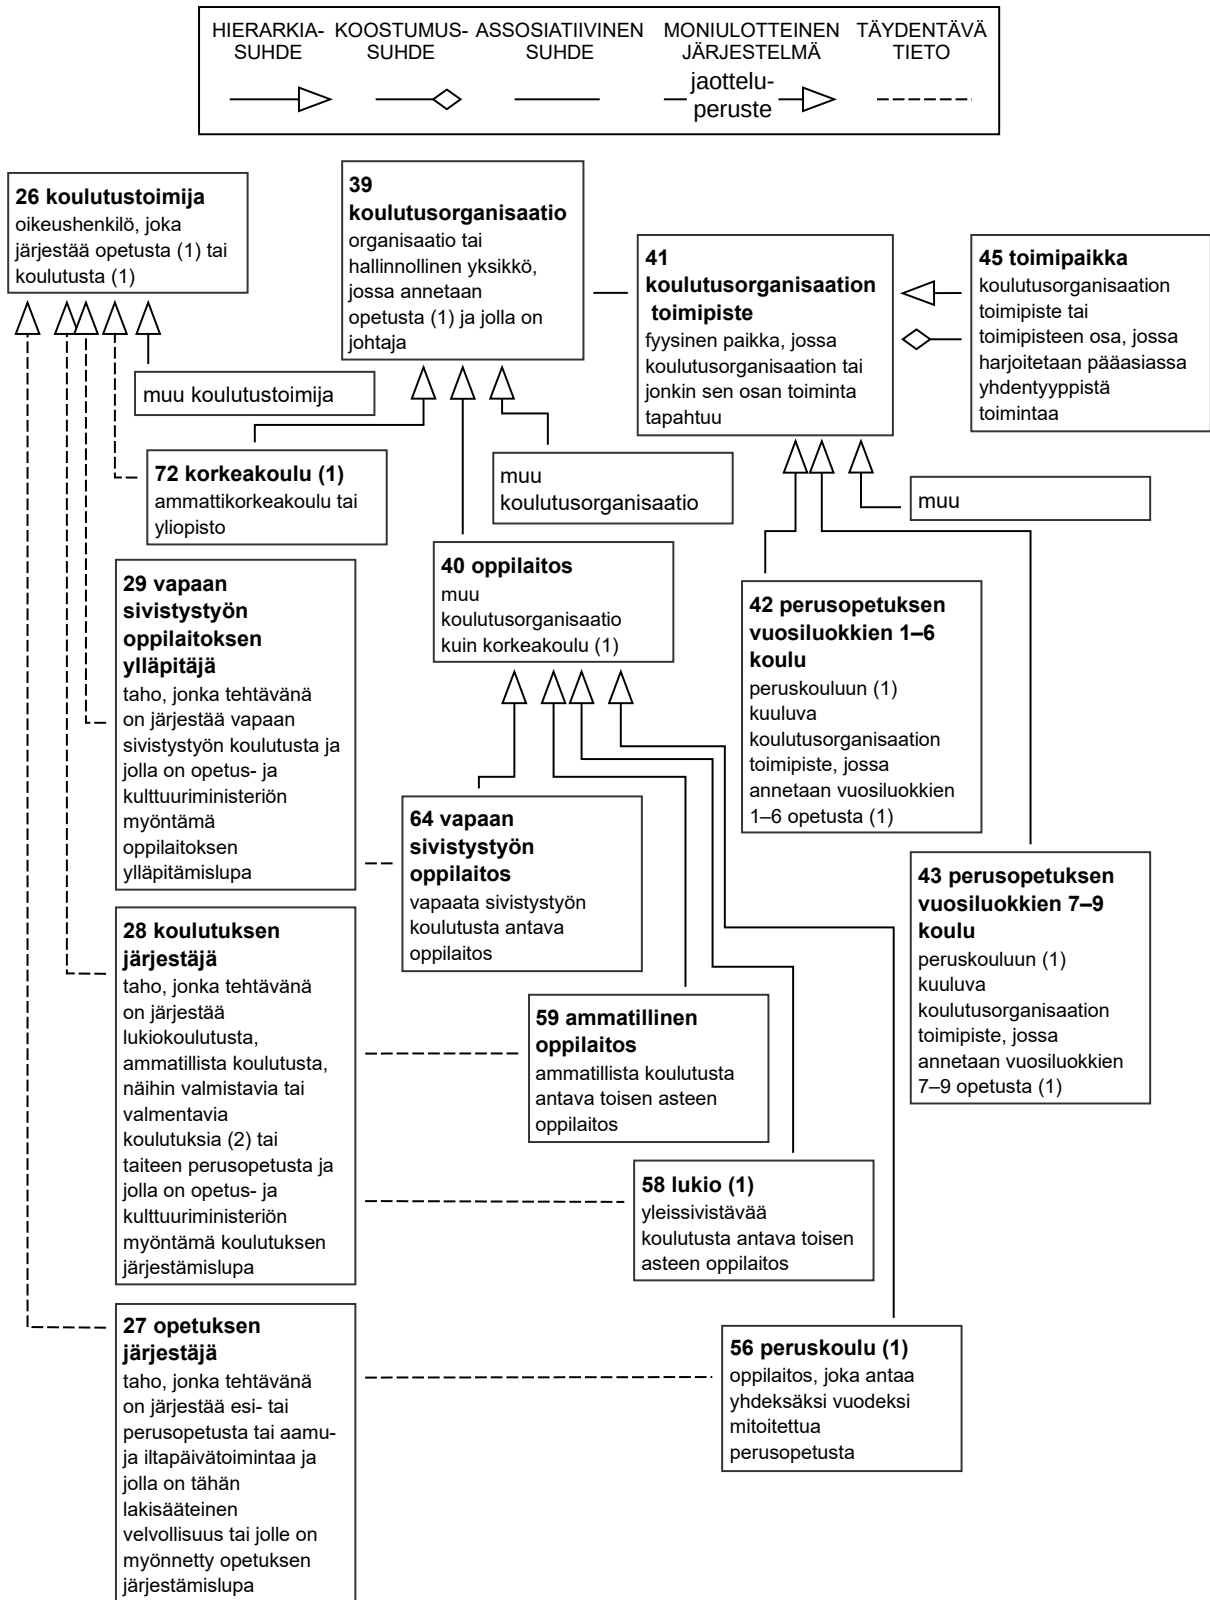 HIERARKIA-
SUHDE
KOOSTUMUS-
SUHDE
ASSOSIATIIVINEN
SUHDE
MONIULOTTEINEN
JÄRJESTELMÄ
jaottelu-
peruste
TÄYDENTÄVÄ
TIETO
26 koulutustoimija
oikeushenkilö, joka
järjestää opetusta (1) tai
koulutusta (1)
39
koulutusorganisaatio
organisaatio tai
hallinnollinen yksikkö,
jossa annetaan
opetusta (1) ja jolla on
johtaja
41
koulutusorganisaation
toimipiste
fyysinen paikka, jossa
koulutusorganisaation tai
jonkin sen osan toiminta
tapahtuu
45 toimipaikka
koulutusorganisaation
toimipiste tai
toimipisteen osa, jossa
harjoitetaan pääasiassa
yhdentyyppistä
toimintaa
muu koulutustoimija
72 korkeakoulu (1)
ammattikorkeakoulu tai
yliopisto
muu
koulutusorganisaatio
muu
40 oppilaitos
muu
koulutusorganisaatio
kuin korkeakoulu (1)
29 vapaan
sivistystyön
oppilaitoksen
ylläpitäjä
taho, jonka tehtävänä
on järjestää vapaan
sivistystyön koulutusta ja
jolla on opetus- ja
kulttuuriministeriön
myöntämä
oppilaitoksen
ylläpitämislupa
42 perusopetuksen
vuosiluokkien 1–6
koulu
peruskouluun (1)
kuuluva
koulutusorganisaation
toimipiste, jossa
annetaan vuosiluokkien
1–6 opetusta (1)
64 vapaan
sivistystyön
oppilaitos
vapaata sivistystyön
koulutusta antava
oppilaitos
43 perusopetuksen
vuosiluokkien 7–9
koulu
peruskouluun (1)
kuuluva
koulutusorganisaation
toimipiste, jossa
annetaan vuosiluokkien
7–9 opetusta (1)
28 koulutuksen
järjestäjä
taho, jonka tehtävänä
on järjestää
lukiokoulutusta,
ammatillista koulutusta,
näihin valmistavia tai
valmentavia
koulutuksia (2) tai
taiteen perusopetusta ja
jolla on opetus- ja
kulttuuriministeriön
myöntämä koulutuksen
järjestämislupa
59 ammatillinen
oppilaitos
ammatillista koulutusta
antava toisen asteen
oppilaitos
58 lukio (1)
yleissivistävää
koulutusta antava toisen
asteen oppilaitos
27 opetuksen
järjestäjä
taho, jonka tehtävänä
on järjestää esi- tai
perusopetusta tai aamu-
ja iltapäivätoimintaa ja
jolla on tähän
lakisääteinen
velvollisuus tai jolle on
myönnetty opetuksen
järjestämislupa
56 peruskoulu (1)
oppilaitos, joka antaa
yhdeksäksi vuodeksi
mitoitettua
perusopetusta